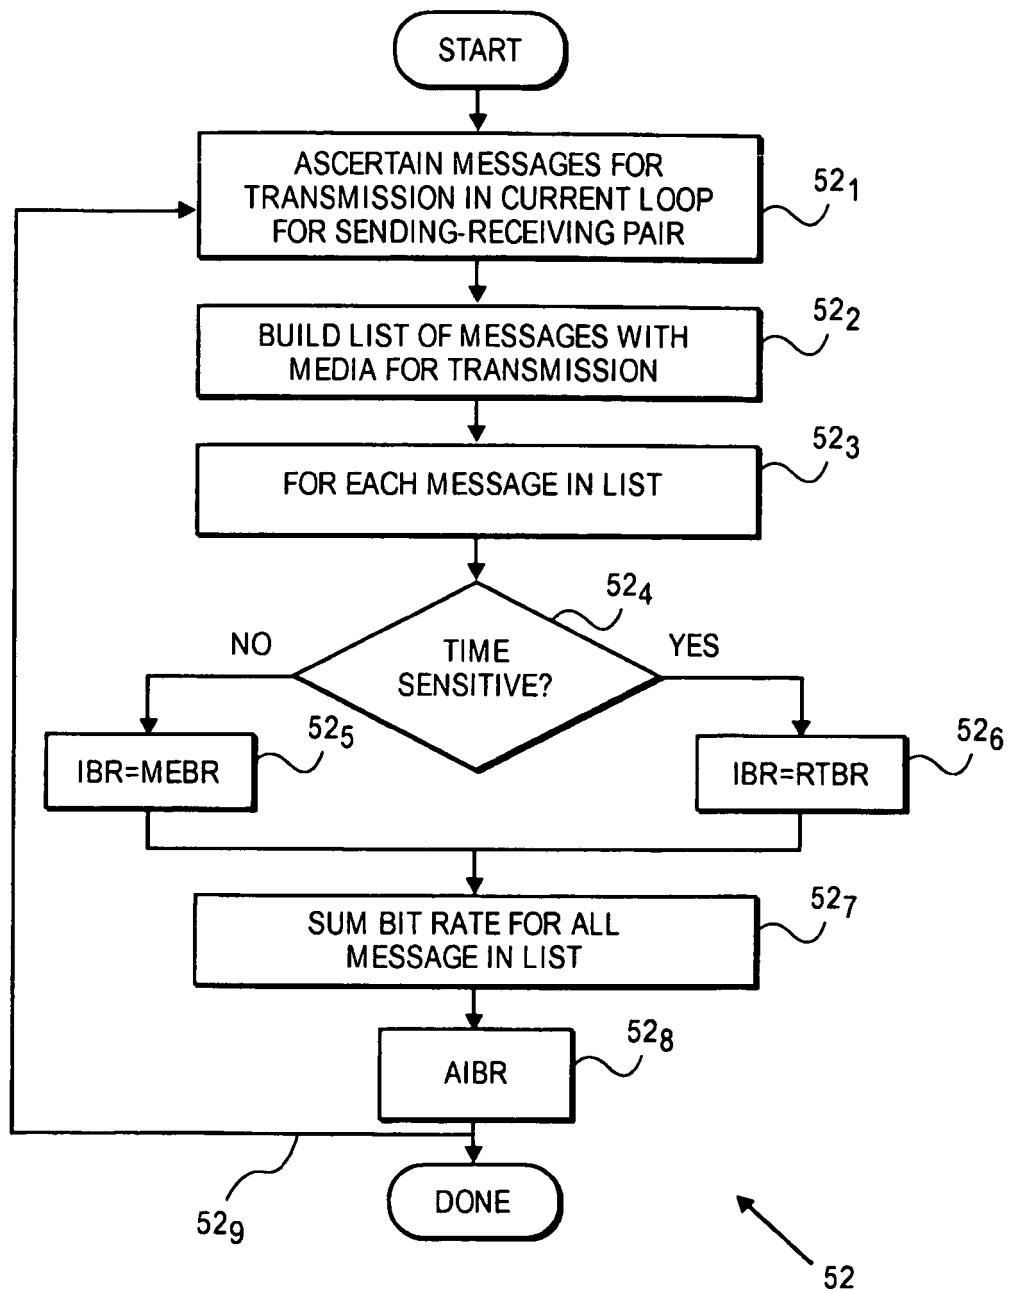 START
ASCERTAIN MESSAGES FOR
TRANSMISSION IN CURRENT LOOP
FOR SENDING-RECEIVING PAIR
52₁
BUILD LIST OF MESSAGES WITH
MEDIA FOR TRANSMISSION
52₂
FOR EACH MESSAGE IN LIST
52₃
TIME
SENSITIVE?
52₄
NO
YES
IBR=MEBR
52₅
IBR=RTBR
52₆
SUM BIT RATE FOR ALL
MESSAGE IN LIST
52₇
AIBR
52₈
DONE
52₉
52